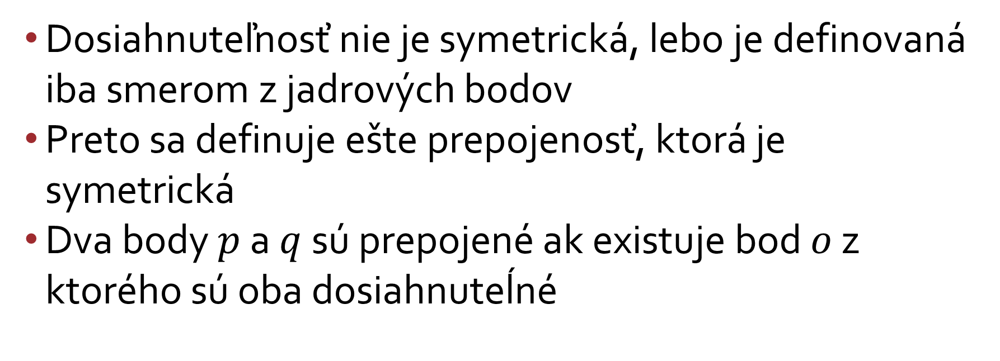 • Dosiahnuteľnosť nie je symetrická, lebo je definovaná
iba smerom z jadrových bodov
• Preto sa definuje ešte prepojenosť, ktorá je
symetrická
• Dva body 𝑝 a 𝑞 sú prepojené ak existuje bod 𝑜 z
ktorého sú oba dosiahnuteĺné